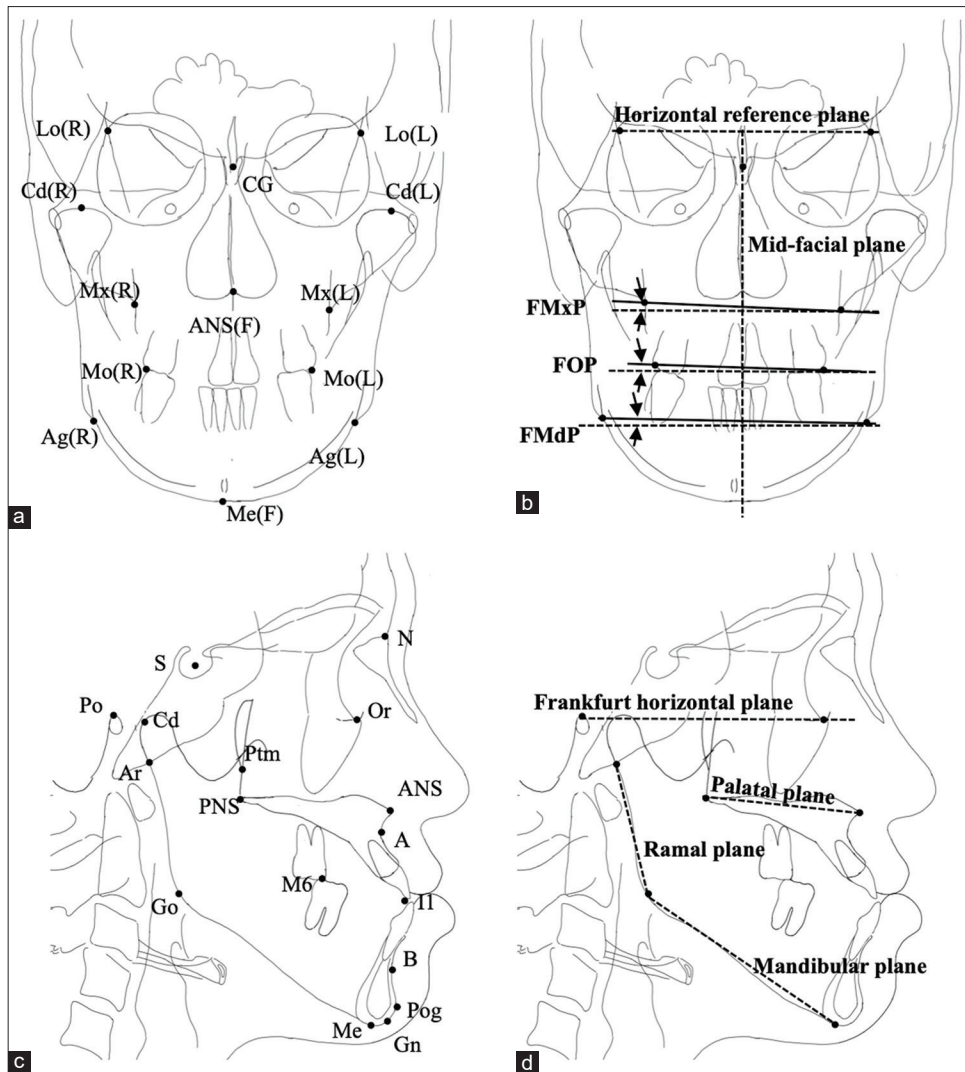 Lo(R)
Lo(L)
CG
Cd(R)
Cd(L)
Mx(R)
Mx(L)
ANS(F)
Mo(R)
Mo(L)
Ag(R)
Ag(L)
Me(F)
a
Horizontal reference plane
Mid-facial plane
FMxP
FOP
FMdP
b
N
S
Po
Cd
Or
Ar
Ptm
PNS
ANS
A
M6
Go
I1
B
Pog
Me
Gn
c
Frankfurt horizontal plane
Palatal plane
Ramal plane
Mandibular plane
d